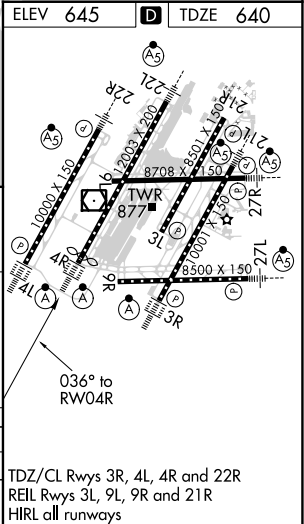 ELEV 645 D TDZE 640
A5
22R
22L
21R
21L
P
A5
A5
P
P
A5
10000 X 150
12003 X 200
8501 X 150
8708 X 150
9L
TWR
877
27R
P
3L
P
10001 X 150
P
4R
4L
A
A
9R
8500 X 150
27L
A5
P
P
3R
A
036° to
RW04R
TDZ/CL Rwys 3R, 4L, 4R and 22R
REIL Rwys 3L, 9L, 9R and 21R
HIRL all runways